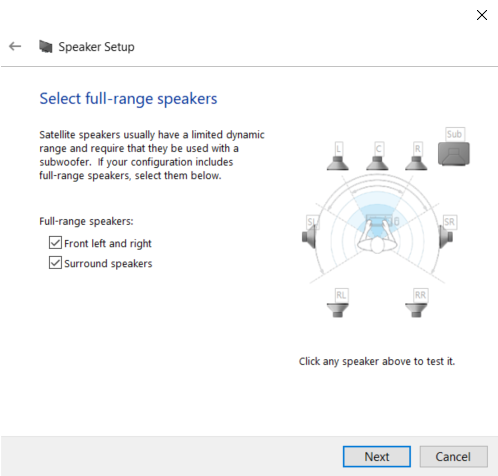 Speaker Setup
Select full-range speakers
Satellite speakers usually have a limited dynamic
range and require that they be used with a
subwoofer. If your configuration includes
full-range speakers, select them below.
Full-range speakers:
Front left and right
Surround speakers
L
C
R
Sub
SL
SR
RL
RR
Click any speaker above to test it.
Next
Cancel